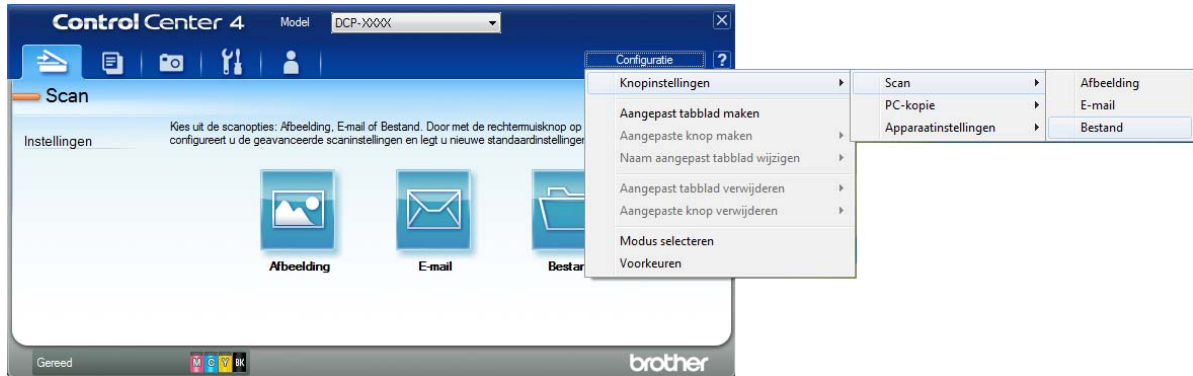 Control Center 4
Model
DCP-XXXX
Configuratie
?
Scan
Instellingen
Kies uit de scanopties: Afbeelding, E-mail of Bestand. Door met de rechtermuisknop op
configureert u de geavanceerde scaninstellingen en legt u nieuwe standaardinstellingen
Afbeelding
E-mail
Bestan
Knopinstellingen
Aangepast tabblad maken
Aangepaste knop maken
Naam aangepast tabblad wijzigen
Aangepast tabblad verwijderen
Aangepaste knop verwijderen
Modus selecteren
Voorkeuren
Scan
PC-kopie
Apparaatinstellingen
Afbeelding
E-mail
Bestand
Gereed
M C Y BK
brother